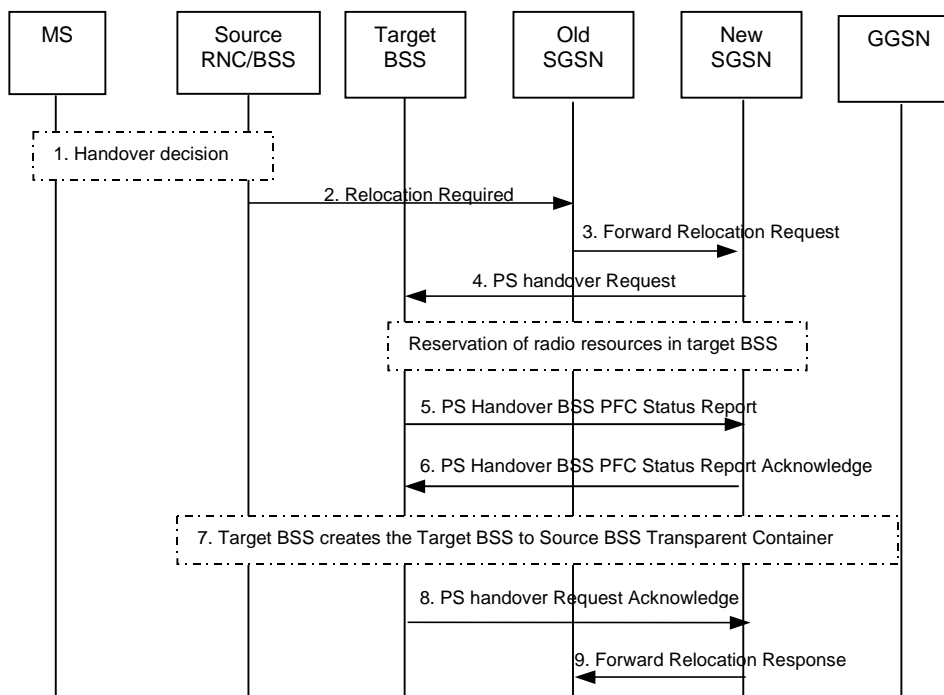 MS
Source
RNC/BSS
Target
BSS
Old
SGSN
New
SGSN
GGSN
1. Handover decision
2. Relocation Required
3. Forward Relocation Request
4. PS handover Request
Reservation of radio resources in target BSS
5. PS Handover BSS PFC Status Report
6. PS Handover BSS PFC Status Report Acknowledge
7. Target BSS creates the Target BSS to Source BSS Transparent Container
8. PS handover Request Acknowledge
9. Forward Relocation Response